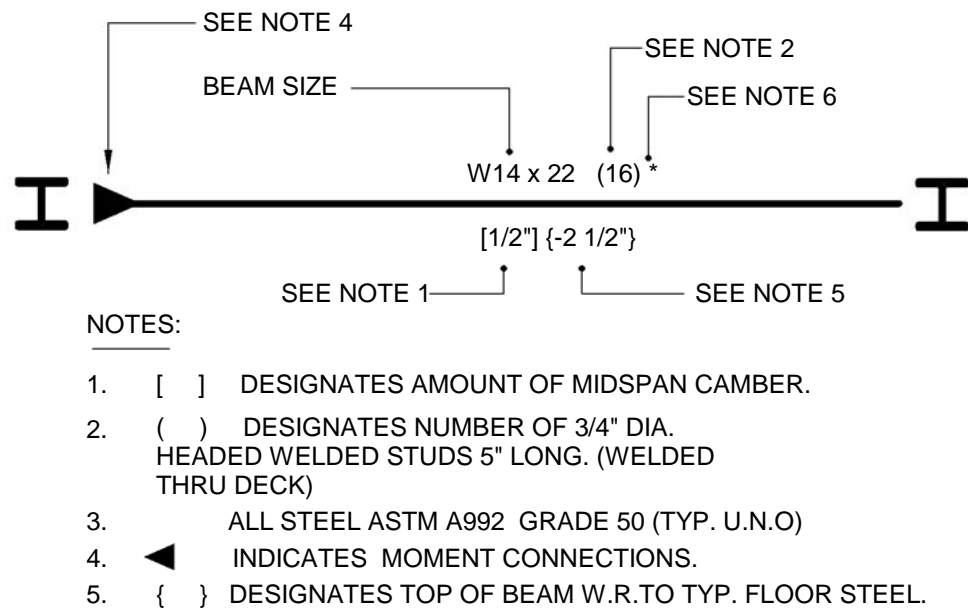 SEE NOTE 4
SEE NOTE 2
BEAM SIZE
SEE NOTE 6
W14 x 22 (16) *
[1/2"] {-2 1/2"}
SEE NOTE 1
SEE NOTE 5
NOTES:
1. [ ] DESIGNATES AMOUNT OF MIDSPAN CAMBER.
2. ( ) DESIGNATES NUMBER OF 3/4" DIA.
HEADED WELDED STUDS 5" LONG. (WELDED
THRU DECK)
3. ALL STEEL ASTM A992 GRADE 50 (TYP. U.N.O)
4. ◀ INDICATES MOMENT CONNECTIONS.
5. { } DESIGNATES TOP OF BEAM W.R.TO TYP. FLOOR STEEL.